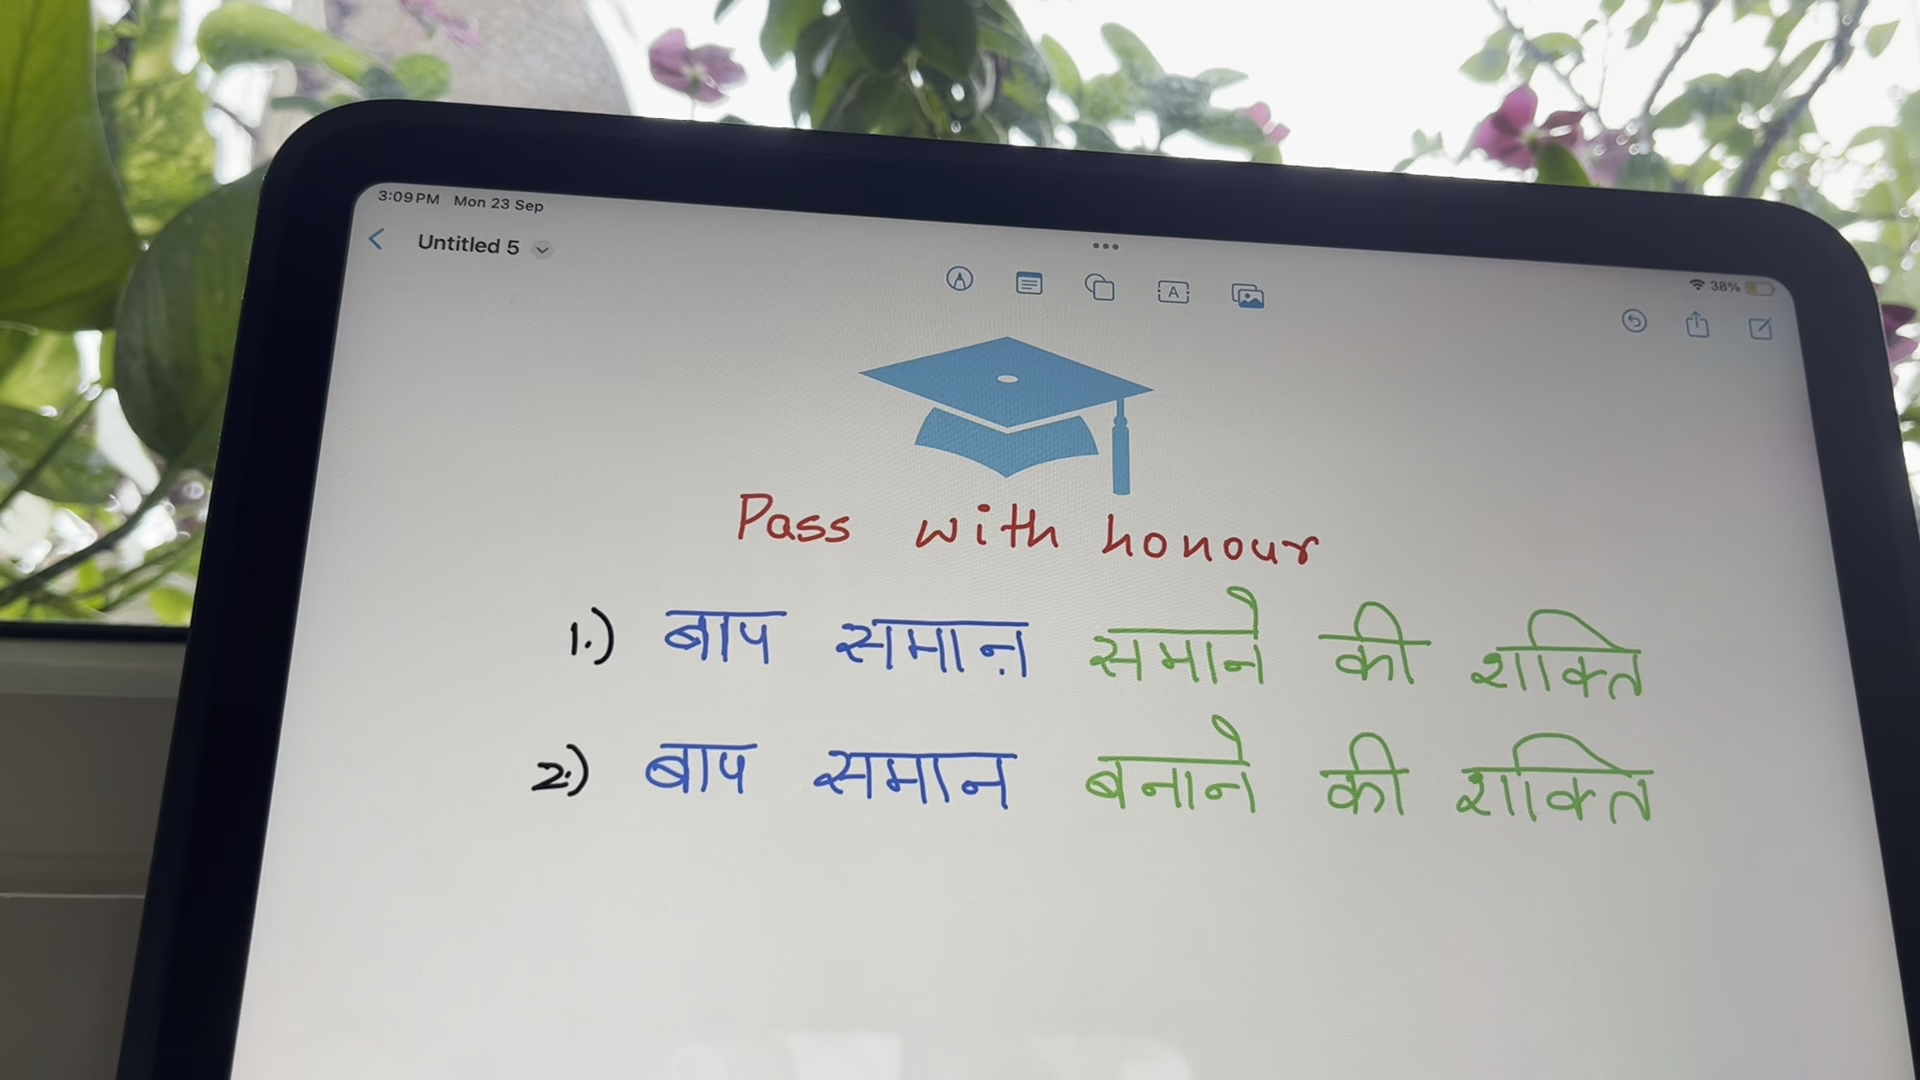 3:09 PM Mon 23 Sep
38%
Untitled 5
A
Pass with honour
1.) बाप समान समाने की शक्ति
2.) बाप समान बनाने की शक्ति